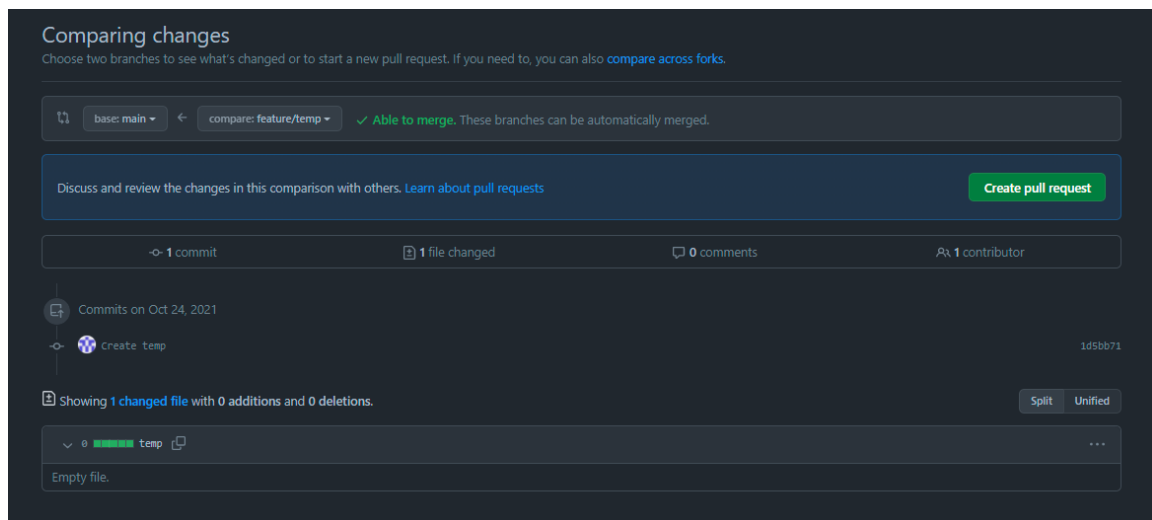 Comparing changes
Choose two branches to see what's changed or to start a new pull request. If you need to, you can also compare across forks.
base: main compare: feature/temp Able to merge. These branches can be automatically merged.
Discuss and review the changes in this comparison with others. Learn about pull requests Create pull request
1 commit 1 file changed 0 comments 1 contributor
Commits on Oct 24, 2021
Create temp 1d5bb71
Showing 1 changed file with 0 additions and 0 deletions. Split Unified
0 temp
Empty file.